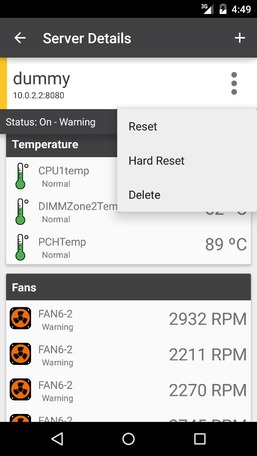 3G 4:49
Server Details
dummy
10.0.2.2:8080
Status: On - Warning
Reset
Hard Reset
Delete
Temperature
CPU1temp
Normal
DIMMZone2Tem
Normal
PCHTemp
Normal
89 ºC
Fans
FAN6-2
Warning
2932 RPM
FAN6-2
Warning
2211 RPM
FAN6-2
Warning
2270 RPM
FAN6-2